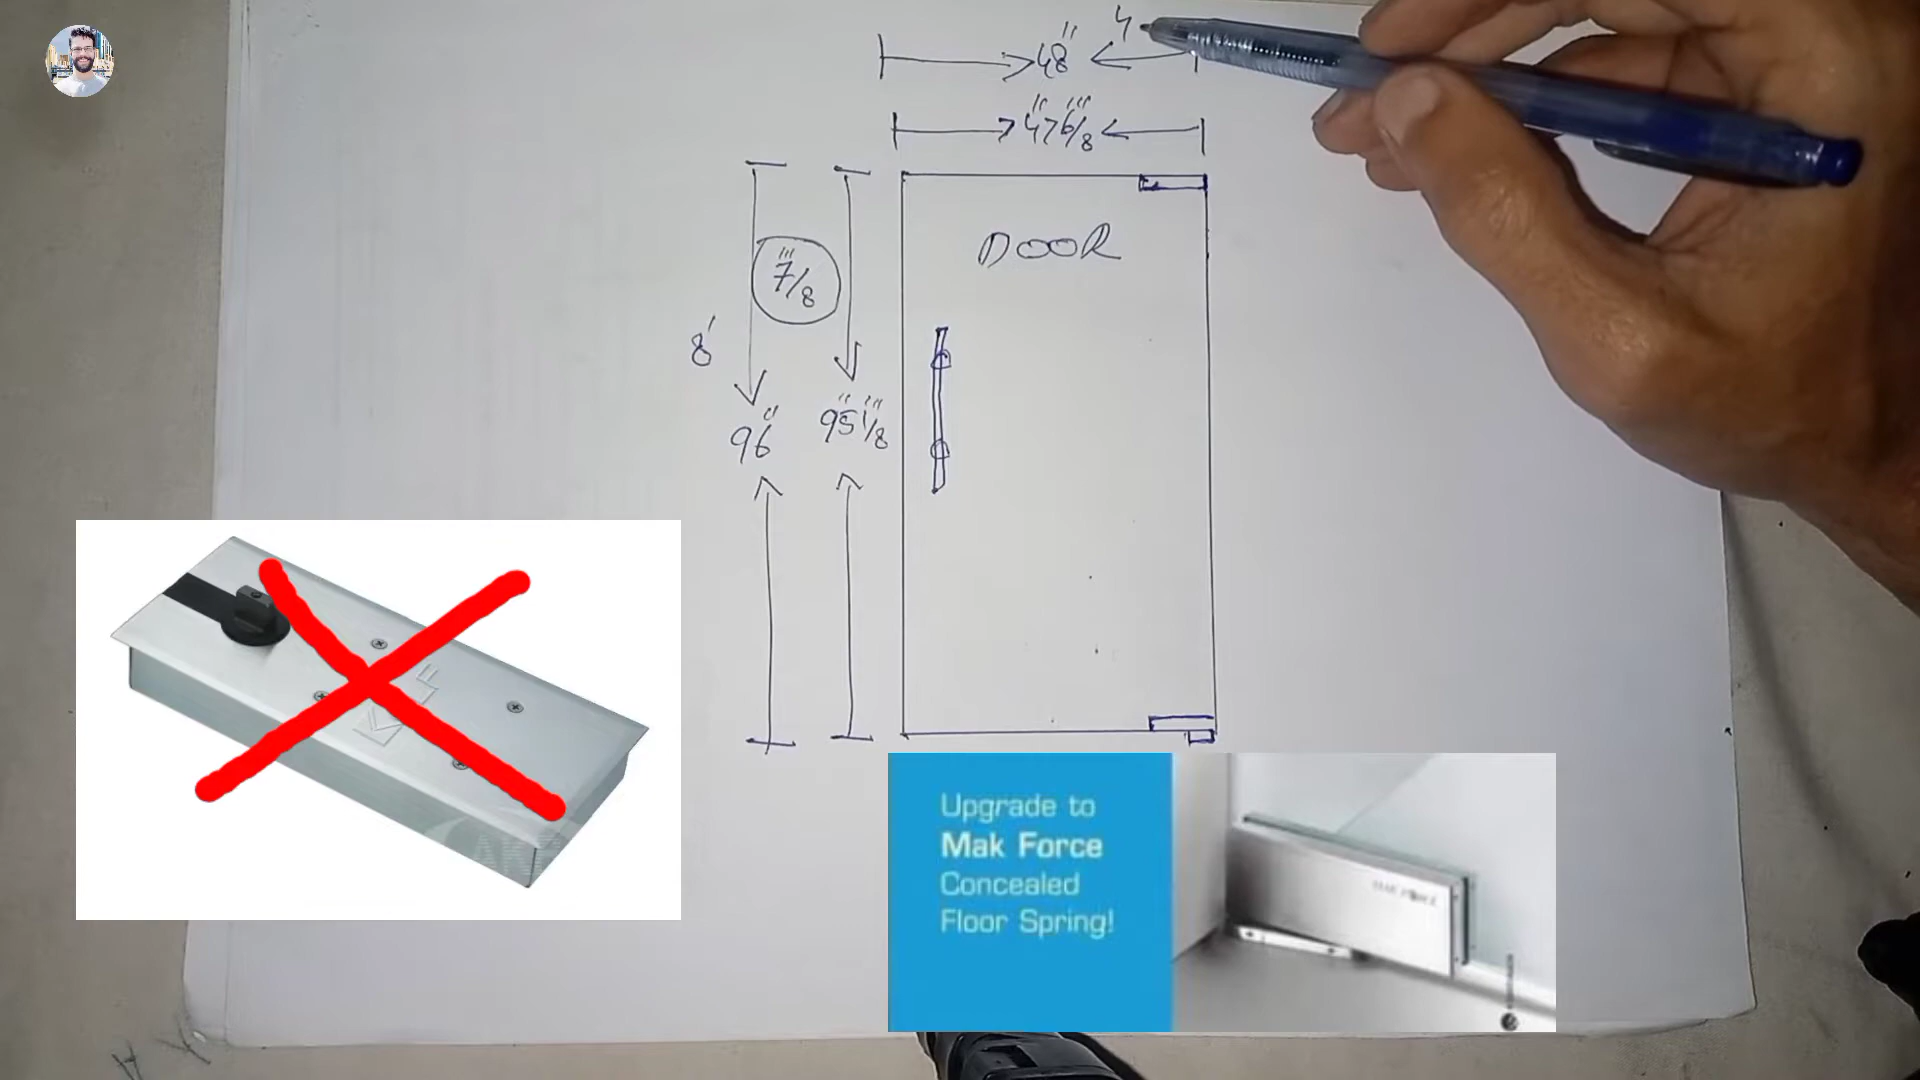 4
48"
47" 6'''/8
DOOR
7'''/8
8'
96"
95" 1'''/8
Upgrade to
Mak Force
Concealed
Floor Spring!